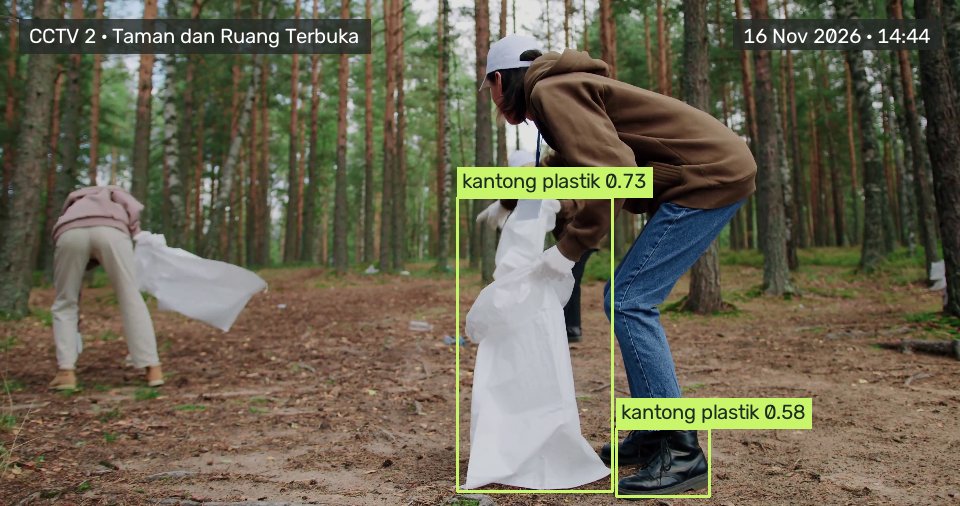 CCTV 2 • Taman dan Ruang Terbuka
16 Nov 2026 • 14:44
kantong plastik 0.73
kantong plastik 0.58